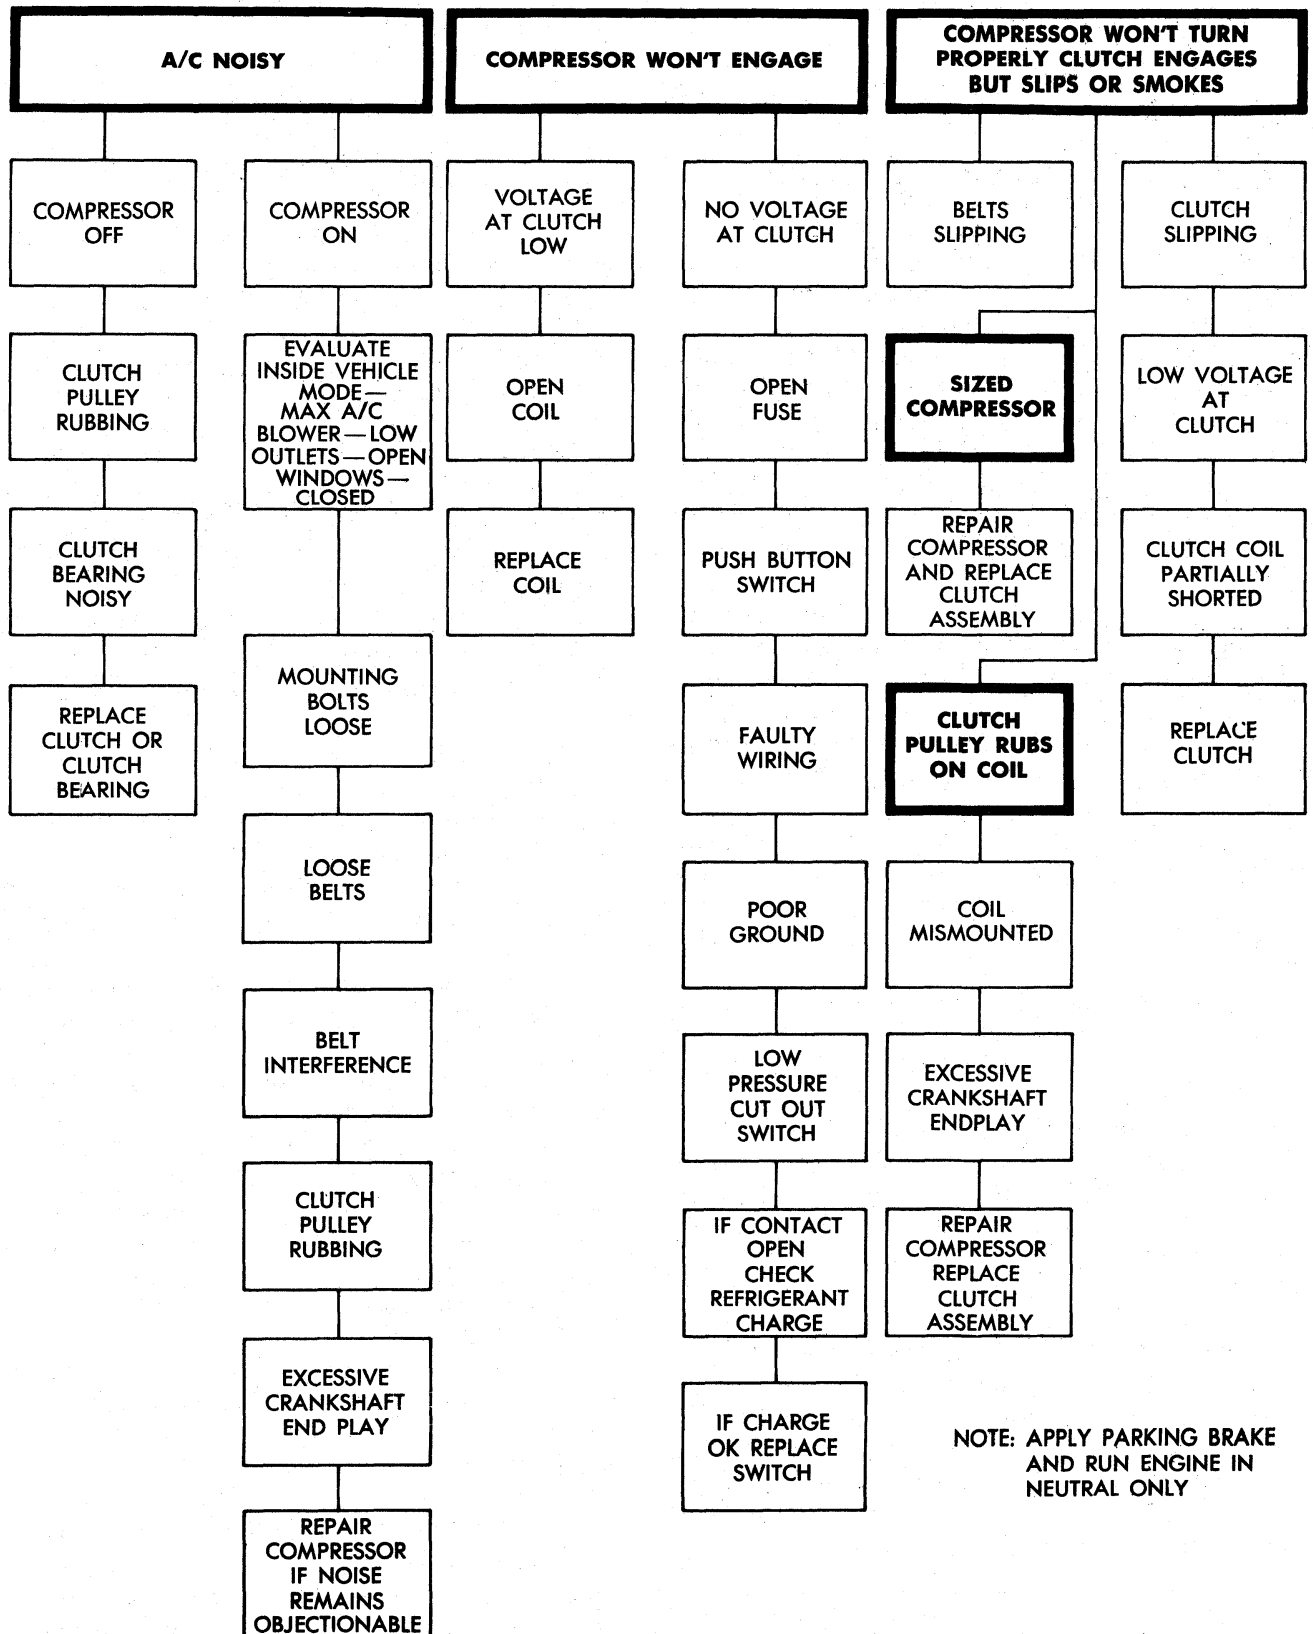 A/C NOISY
COMPRESSOR
OFF
CLUTCH
PULLEY
RUBBING
CLUTCH
BEARING
NOISY
REPLACE
CLUTCH OR
CLUTCH
BEARING
COMPRESSOR
ON
EVALUATE
INSIDE VEHICLE
MODE—
MAX A/C
BLOWER—LOW
OUTLETS—OPEN
WINDOWS—
CLOSED
MOUNTING
BOLTS
LOOSE
LOOSE
BELTS
BELT
INTERFERENCE
CLUTCH
PULLEY
RUBBING
EXCESSIVE
CRANKSHAFT
END PLAY
REPAIR
COMPRESSOR
IF NOISE
REMAINS
OBJECTIONABLE
COMPRESSOR WON'T ENGAGE
VOLTAGE
AT CLUTCH
LOW
OPEN
COIL
REPLACE
COIL
NO VOLTAGE
AT CLUTCH
OPEN
FUSE
PUSH BUTTON
SWITCH
FAULTY
WIRING
POOR
GROUND
LOW
PRESSURE
CUT OUT
SWITCH
IF CONTACT
OPEN
CHECK
REFRIGERANT
CHARGE
IF CHARGE
OK REPLACE
SWITCH
COMPRESSOR WON'T TURN
PROPERLY CLUTCH ENGAGES
BUT SLIPS OR SMOKES
BELTS
SLIPPING
SIZED
COMPRESSOR
REPAIR
COMPRESSOR
AND REPLACE
CLUTCH
ASSEMBLY
CLUTCH
PULLEY RUBS
ON COIL
COIL
MISMOUNTED
EXCESSIVE
CRANKSHAFT
ENDPLAY
REPAIR
COMPRESSOR
REPLACE
CLUTCH
ASSEMBLY
CLUTCH
SLIPPING
LOW VOLTAGE
AT
CLUTCH
CLUTCH COIL
PARTIALLY
SHORTED
REPLACE
CLUTCH
NOTE: APPLY PARKING BRAKE
AND RUN ENGINE IN
NEUTRAL ONLY